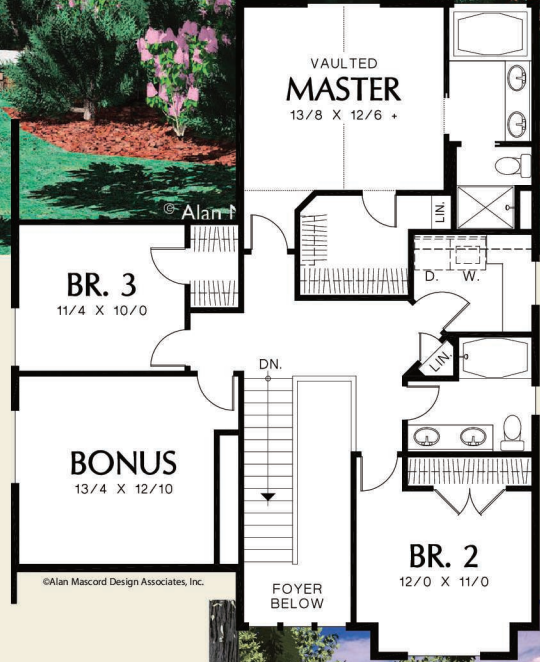 VAULTED
MASTER
13/8 X 12/6 +
LIN.
© Alan
D. W.
BR. 3
11/4 X 10/0
LIN.
DN.
BONUS
13/4 X 12/10
BR. 2
12/0 X 11/0
©Alan Mascord Design Associates, Inc.
FOYER
BELOW